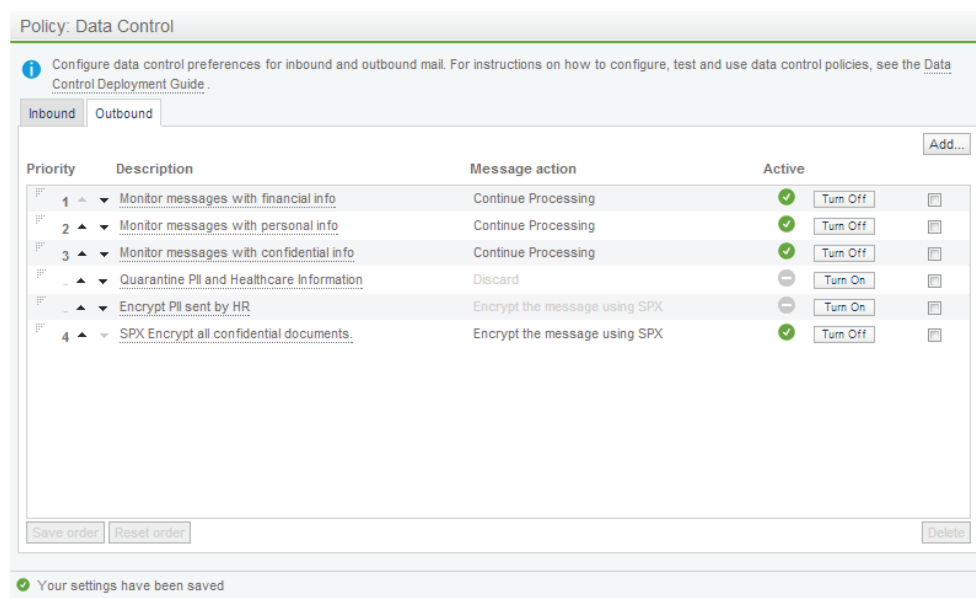 Policy: Data Control
Configure data control preferences for inbound and outbound mail. For instructions on how to configure, test and use data control policies, see the Data
Control Deployment Guide .
Inbound Outbound
Add...
Priority Description Message action Active
1 Monitor messages with financial info Continue Processing Turn Off
2 Monitor messages with personal info Continue Processing Turn Off
3 Monitor messages with confidential info Continue Processing Turn Off
_ Quarantine PII and Healthcare Information Discard Turn On
_ Encrypt PII sent by HR Encrypt the message using SPX Turn On
4 SPX Encrypt all confidential documents. Encrypt the message using SPX Turn Off
Save order Reset order Delete
Your settings have been saved